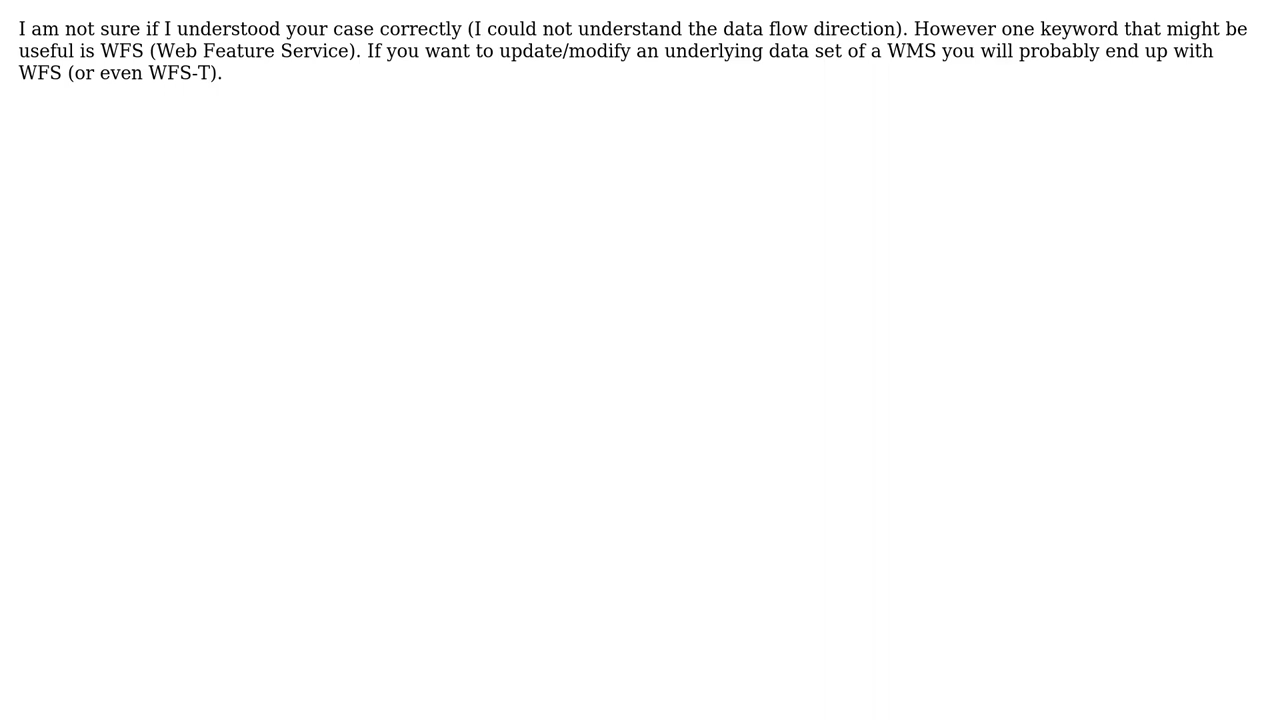 I am not sure if I understood your case correctly (I could not understand the data flow direction). However one keyword that might be
useful is WFS (Web Feature Service). If you want to update/modify an underlying data set of a WMS you will probably end up with
WFS (or even WFS-T).